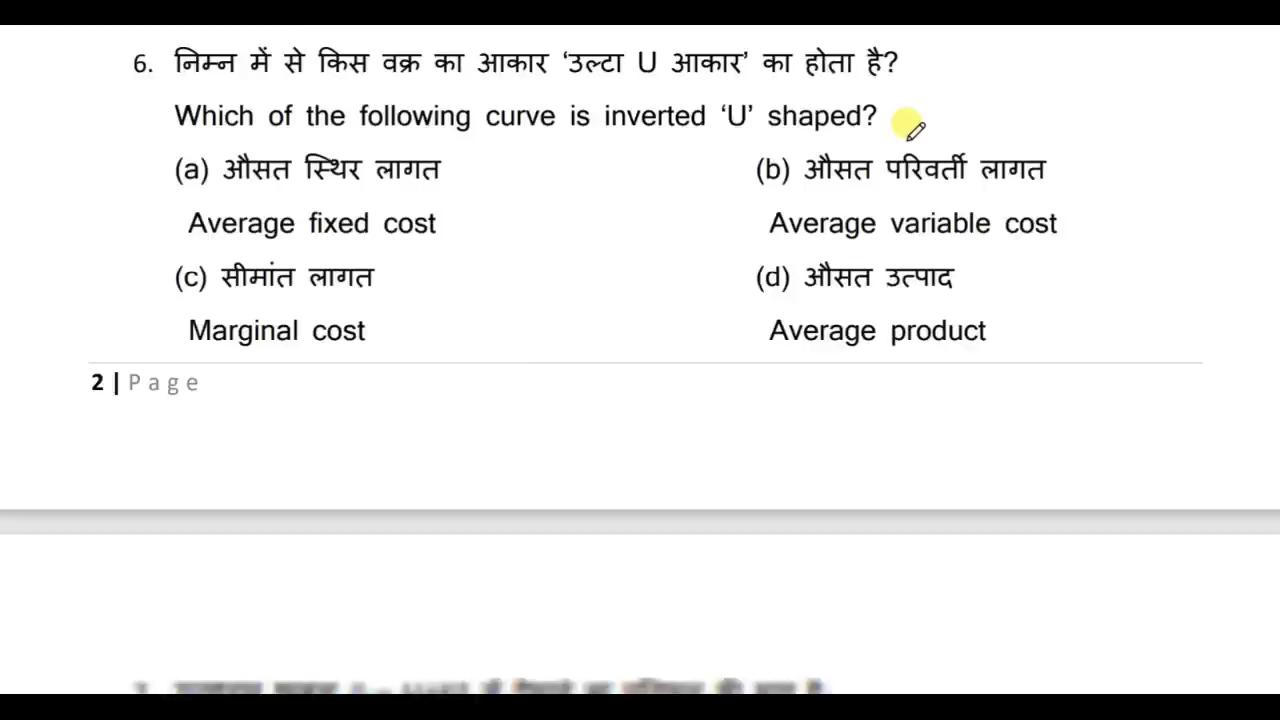 6. निम्न में से किस वक्र का आकार ‘उल्टा U आकार’ का होता है?
Which of the following curve is inverted ‘U’ shaped?
(a) औसत स्थिर लागत (b) औसत परिवर्ती लागत
Average fixed cost Average variable cost
(c) सीमांत लागत (d) औसत उत्पाद
Marginal cost Average product
2 | Page